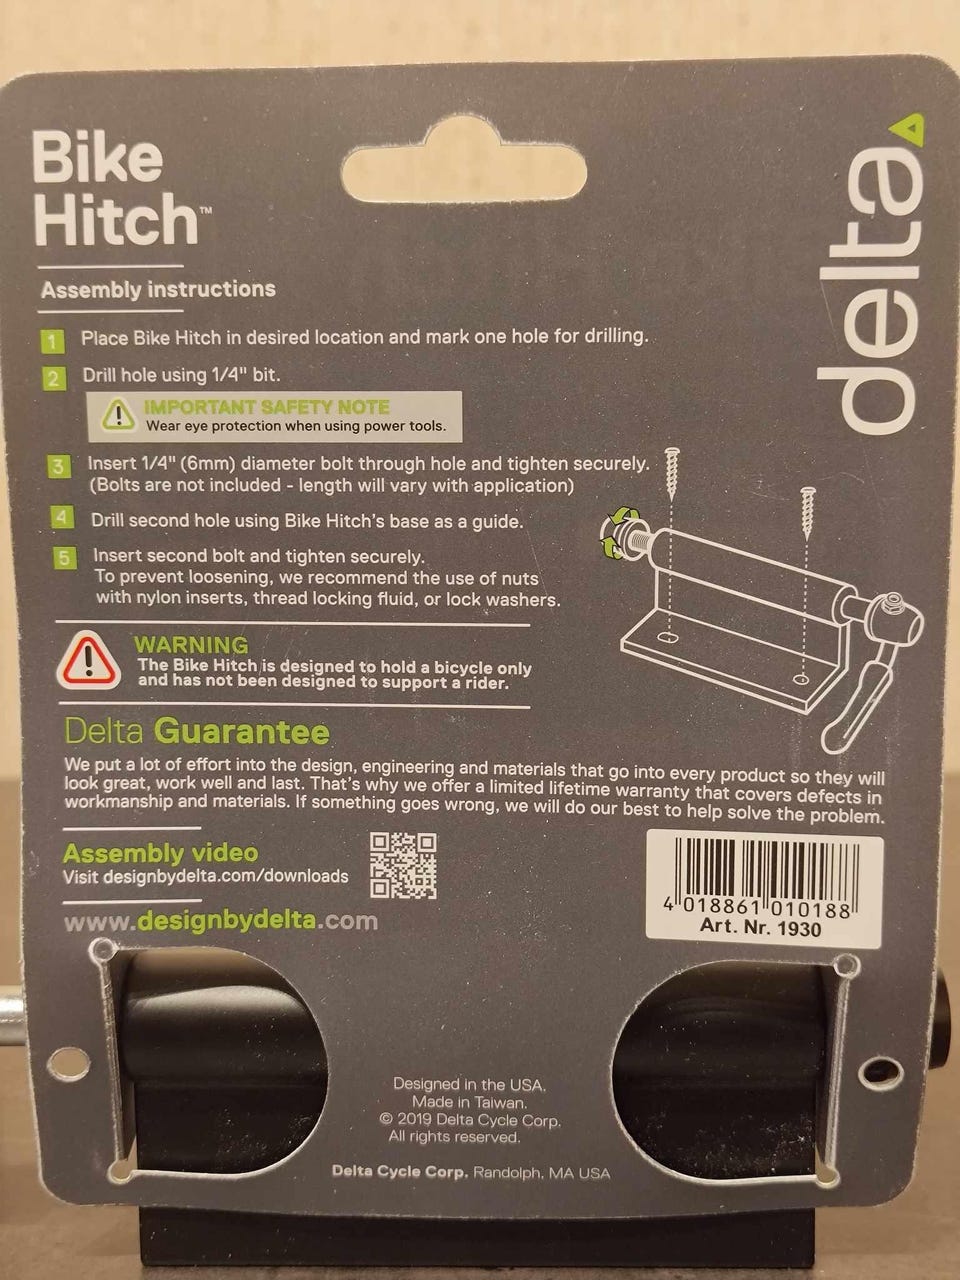 Bike
Hitch™
delta
Assembly instructions
1 Place Bike Hitch in desired location and mark one hole for drilling.
2 Drill hole using 1/4" bit.
IMPORTANT SAFETY NOTE
Wear eye protection when using power tools.
3 Insert 1/4" (6mm) diameter bolt through hole and tighten securely.
(Bolts are not included - length will vary with application)
4 Drill second hole using Bike Hitch's base as a guide.
5 Insert second bolt and tighten securely.
To prevent loosening, we recommend the use of nuts
with nylon inserts, thread locking fluid, or lock washers.
WARNING
The Bike Hitch is designed to hold a bicycle only
and has not been designed to support a rider.
Delta Guarantee
We put a lot of effort into the design, engineering and materials that go into every product so they will
look great, work well and last. That's why we offer a limited lifetime warranty that covers defects in
workmanship and materials. If something goes wrong, we will do our best to help solve the problem.
Assembly video
Visit designbydelta.com/downloads
www.designbydelta.com
4 018861 010188
Art. Nr. 1930
Designed in the USA.
Made in Taiwan.
© 2019 Delta Cycle Corp.
All rights reserved.
Delta Cycle Corp. Randolph, MA USA